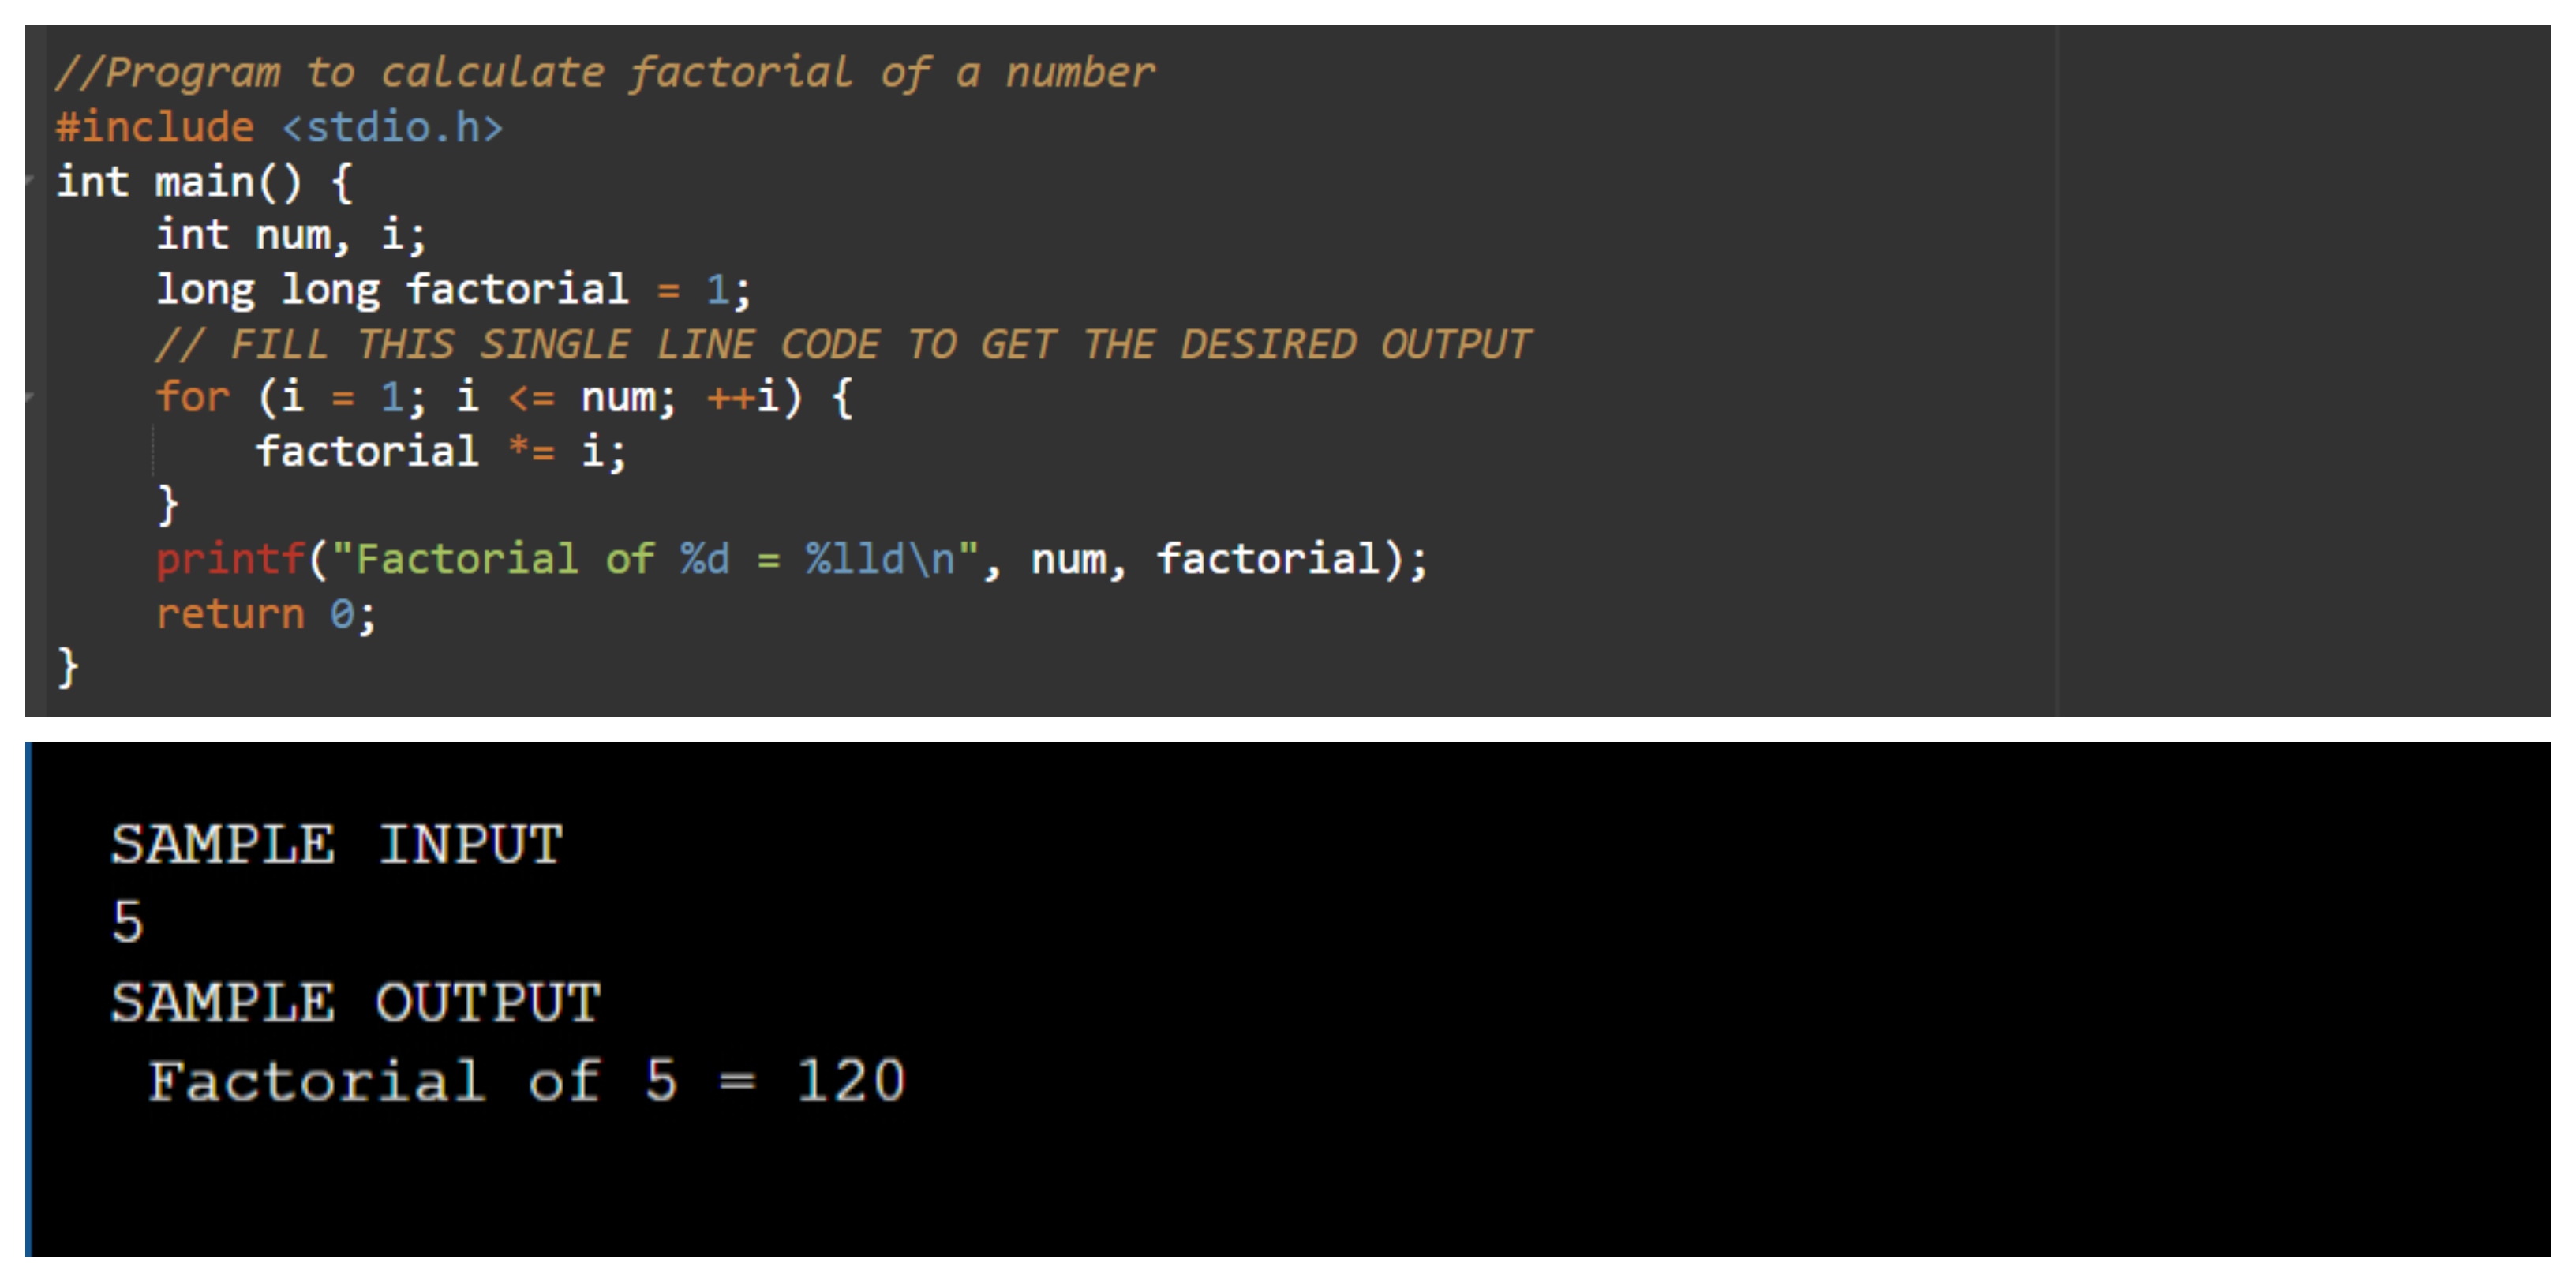 //Program to calculate factorial of a number
#include <stdio.h>
int main() {
    int num, i;
    long long factorial = 1;
    // FILL THIS SINGLE LINE CODE TO GET THE DESIRED OUTPUT
    for (i = 1; i <= num; ++i) {
        factorial *= i;
    }
    printf("Factorial of %d = %lld\n", num, factorial);
    return 0;
}
SAMPLE INPUT
5
SAMPLE OUTPUT
 Factorial of 5 = 120